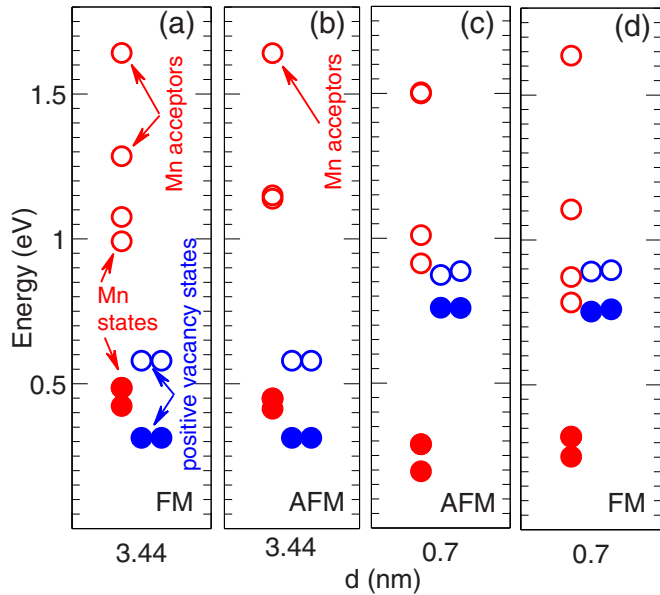 (a)
(b)
(c)
(d)
Energy (eV)
1.5
1
0.5
Mn acceptors
Mn acceptors
Mn
states
positive vacancy states
FM
AFM
AFM
FM
3.44
3.44
0.7
0.7
d (nm)